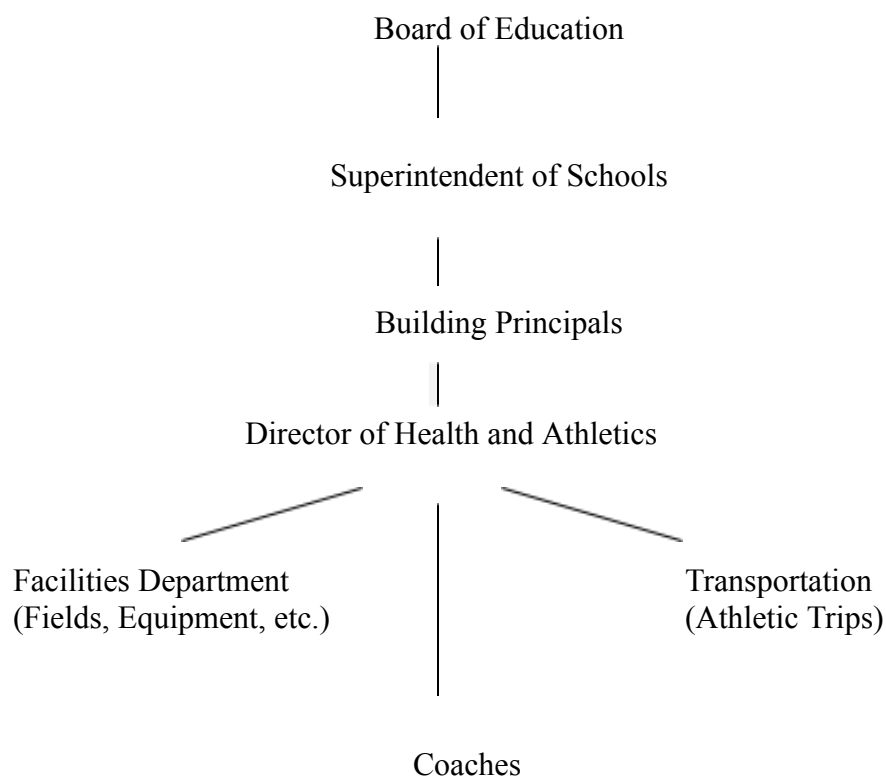 Board of Education
Superintendent of Schools
Building Principals
Director of Health and Athletics
Facilities Department
(Fields, Equipment, etc.)
Transportation
(Athletic Trips)
Coaches